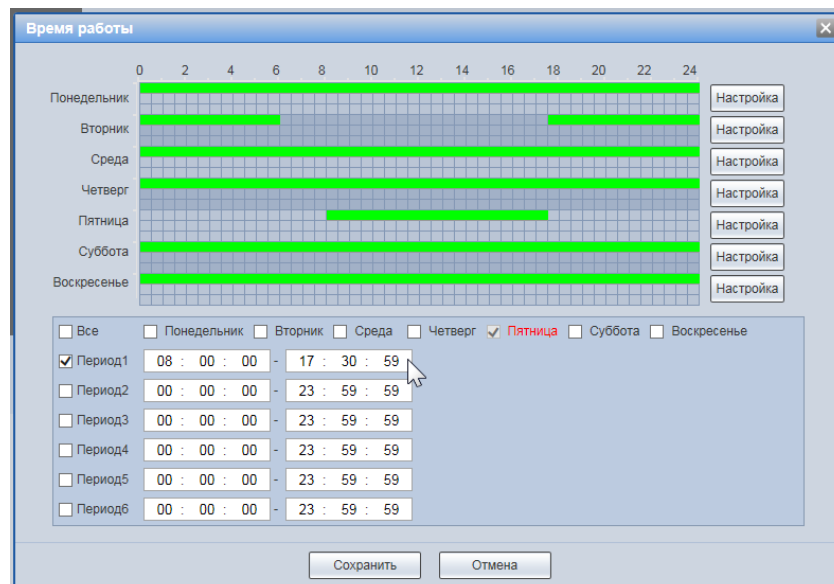 Время работы
0 2 4 6 8 10 12 14 16 18 20 22 24
Понедельник Настройка
Вторник Настройка
Среда Настройка
Четверг Настройка
Пятница Настройка
Суббота Настройка
Воскресенье Настройка
Все Понедельник Вторник Среда Четверг Пятница Суббота Воскресенье
Период1 08 : 00 : 00 - 17 : 30 : 59
Период2 00 : 00 : 00 - 23 : 59 : 59
Период3 00 : 00 : 00 - 23 : 59 : 59
Период4 00 : 00 : 00 - 23 : 59 : 59
Период5 00 : 00 : 00 - 23 : 59 : 59
Период6 00 : 00 : 00 - 23 : 59 : 59
Сохранить Отмена